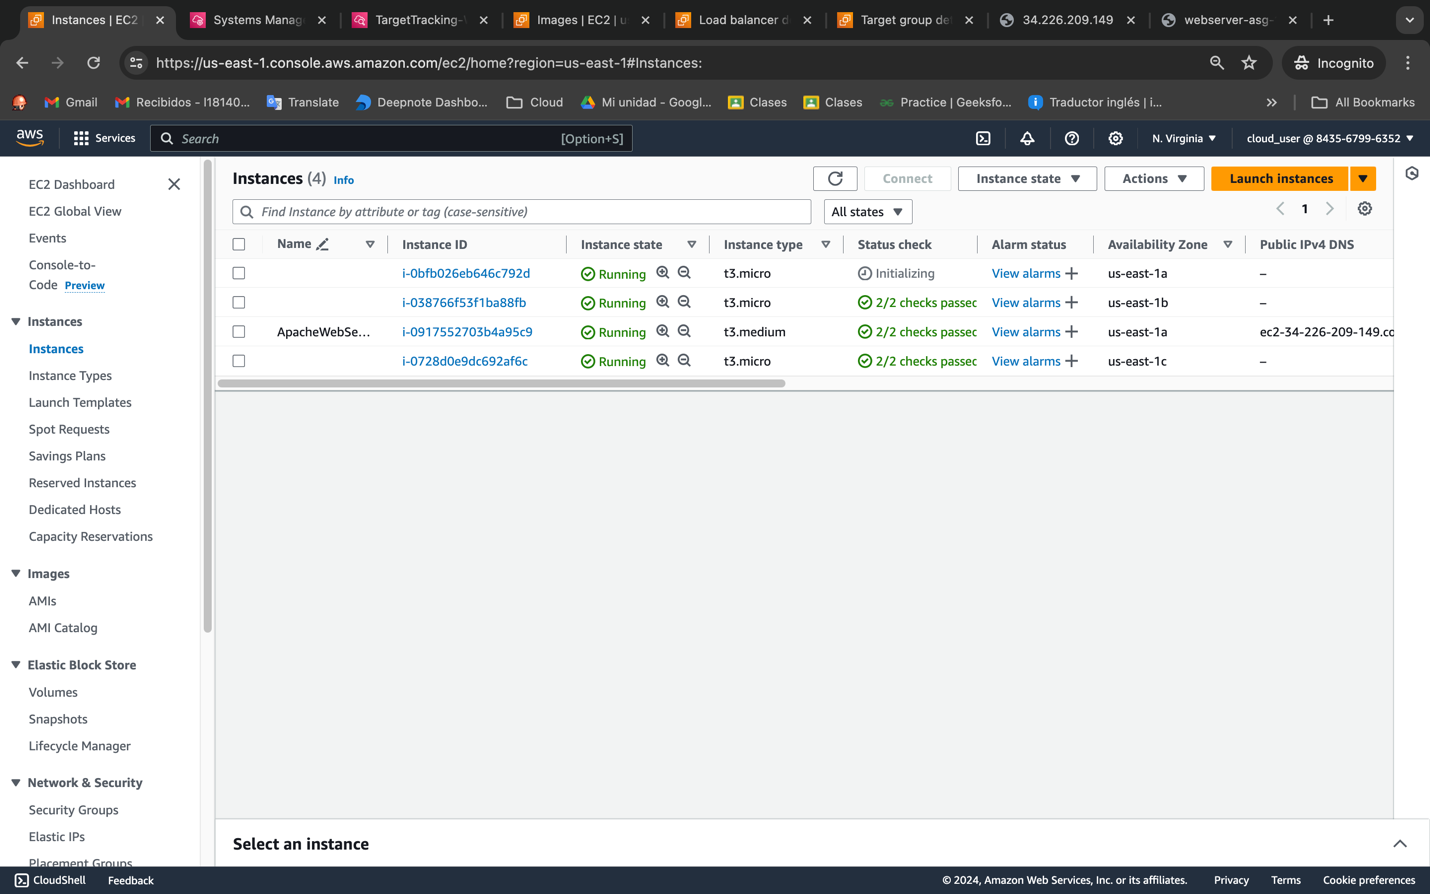 Instances | EC2
Systems Manag
TargetTracking-
Images | EC2 | u
Load balancer d
Target group de
34.226.209.149
webserver-asg-
https://us-east-1.console.aws.amazon.com/ec2/home?region=us-east-1#Instances:
Incognito
Gmail
Recibidos - l18140...
Translate
Deepnote Dashbo...
Cloud
Mi unidad - Googl...
Clases
Clases
Practice | Geeksfo...
Traductor inglés | i...
All Bookmarks
aws
Services
Search
[Option+S]
N. Virginia
cloud_user @ 8435-6799-6352
EC2 Dashboard
EC2 Global View
Events
Console-to-
Code Preview
Instances
Instances
Instance Types
Launch Templates
Spot Requests
Savings Plans
Reserved Instances
Dedicated Hosts
Capacity Reservations
Images
AMIs
AMI Catalog
Elastic Block Store
Volumes
Snapshots
Lifecycle Manager
Network & Security
Security Groups
Elastic IPs
Placement Groups
Instances (4) Info
Connect
Instance state
Actions
Launch instances
Find Instance by attribute or tag (case-sensitive)
All states
1
Name Instance ID Instance state Instance type Status check Alarm status Availability Zone Public IPv4 DNS
i-0bfb026eb646c792d Running t3.micro Initializing View alarms + us-east-1a –
i-038766f53f1ba88fb Running t3.micro 2/2 checks passec View alarms + us-east-1b –
ApacheWebSe... i-0917552703b4a95c9 Running t3.medium 2/2 checks passec View alarms + us-east-1a ec2-34-226-209-149.co
i-0728d0e9dc692af6c Running t3.micro 2/2 checks passec View alarms + us-east-1c –
Select an instance
CloudShell
Feedback
© 2024, Amazon Web Services, Inc. or its affiliates.
Privacy
Terms
Cookie preferences